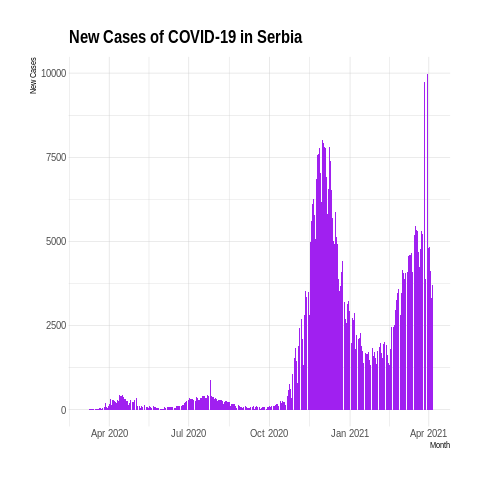 New Cases of COVID-19 in Serbia
New Cases
10000
7500
5000
2500
0
Apr 2020 Jul 2020 Oct 2020 Jan 2021 Apr 2021
Month